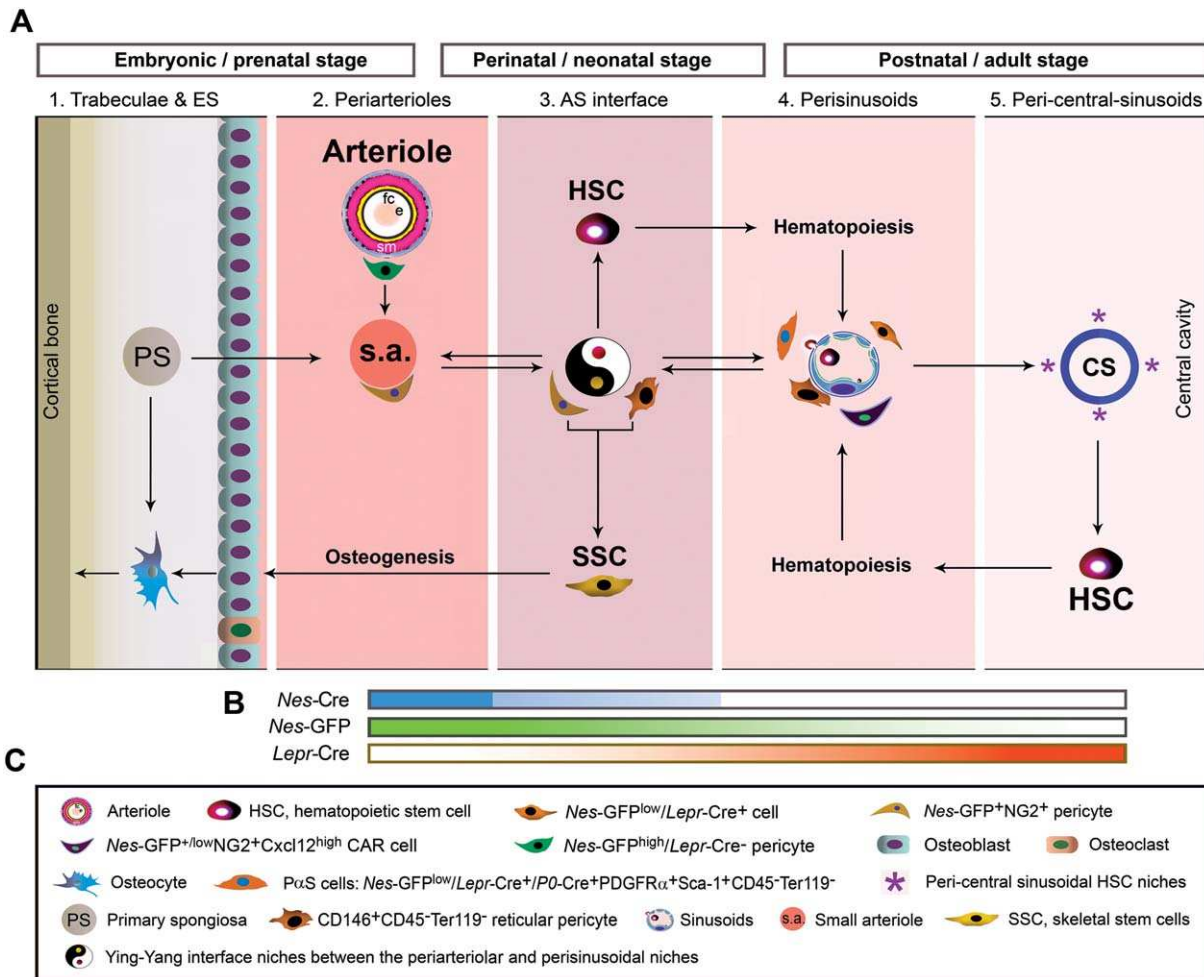 A
Embryonic / prenatal stage
Perinatal / neonatal stage
Postnatal / adult stage
1. Trabeculae & ES
2. Periarterioles
3. AS interface
4. Perisinusoids
5. Peri-central-sinusoids
Arteriole
fc
e
sm
HSC
Hematopoiesis
Cortical bone
PS
s.a.
CS
Central cavity
Osteogenesis
SSC
Hematopoiesis
HSC
B
Nes-Cre
Nes-GFP
Lepr-Cre
C
Arteriole
HSC, hematopoietic stem cell
Nes-GFPlow/Lepr-Cre+ cell
Nes-GFP+NG2+ pericyte
Nes-GFP+/lowNG2+Cxcl12high CAR cell
Nes-GFPhigh/Lepr-Cre- pericyte
Osteoblast
Osteoclast
Osteocyte
PαS cells: Nes-GFPlow/Lepr-Cre+/P0-Cre+PDGFRα+Sca-1+CD45-Ter119-
Peri-central sinusoidal HSC niches
PS Primary spongiosa
CD146+CD45-Ter119- reticular pericyte
Sinusoids
s.a. Small arteriole
SSC, skeletal stem cells
Ying-Yang interface niches between the periarteriolar and perisinusoidal niches